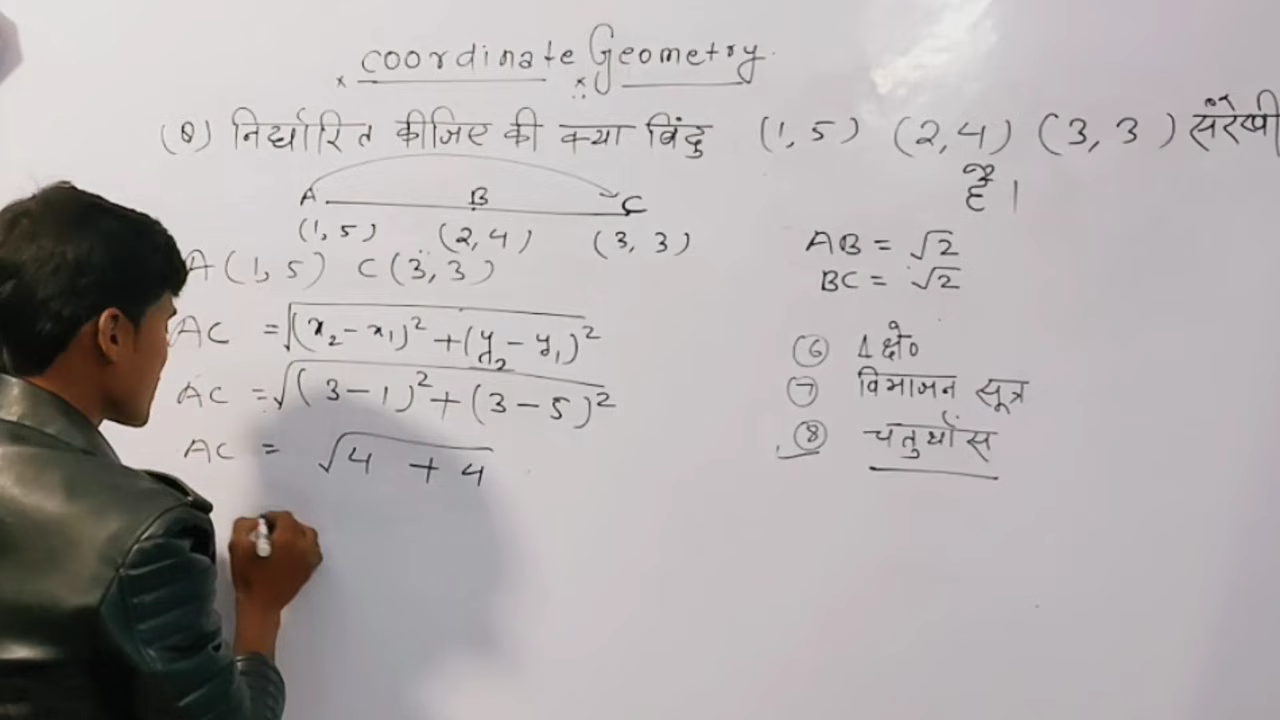 coordinate Geometry
(Q) निर्धारित कीजिए की क्या बिंदु (1, 5) (2, 4) (3, 3) संरेखी
हैं।
A B C
(1, 5) (2, 4) (3, 3)
A (1, 5) C (3, 3)
AC = √(x₂ - x₁)² + (y₂ - y₁)²
AC = √(3 - 1)² + (3 - 5)²
AC = √4 + 4
AB = √2
BC = √2
⑥ Δ क्षे०
⑦ विभाजन सूत्र
⑧ चतुर्थांस